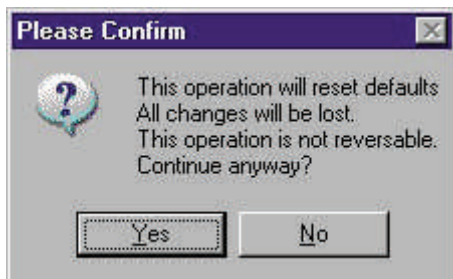 Please Confirm
This operation will reset defaults
All changes will be lost.
This operation is not reversable.
Continue anyway?
Yes
No